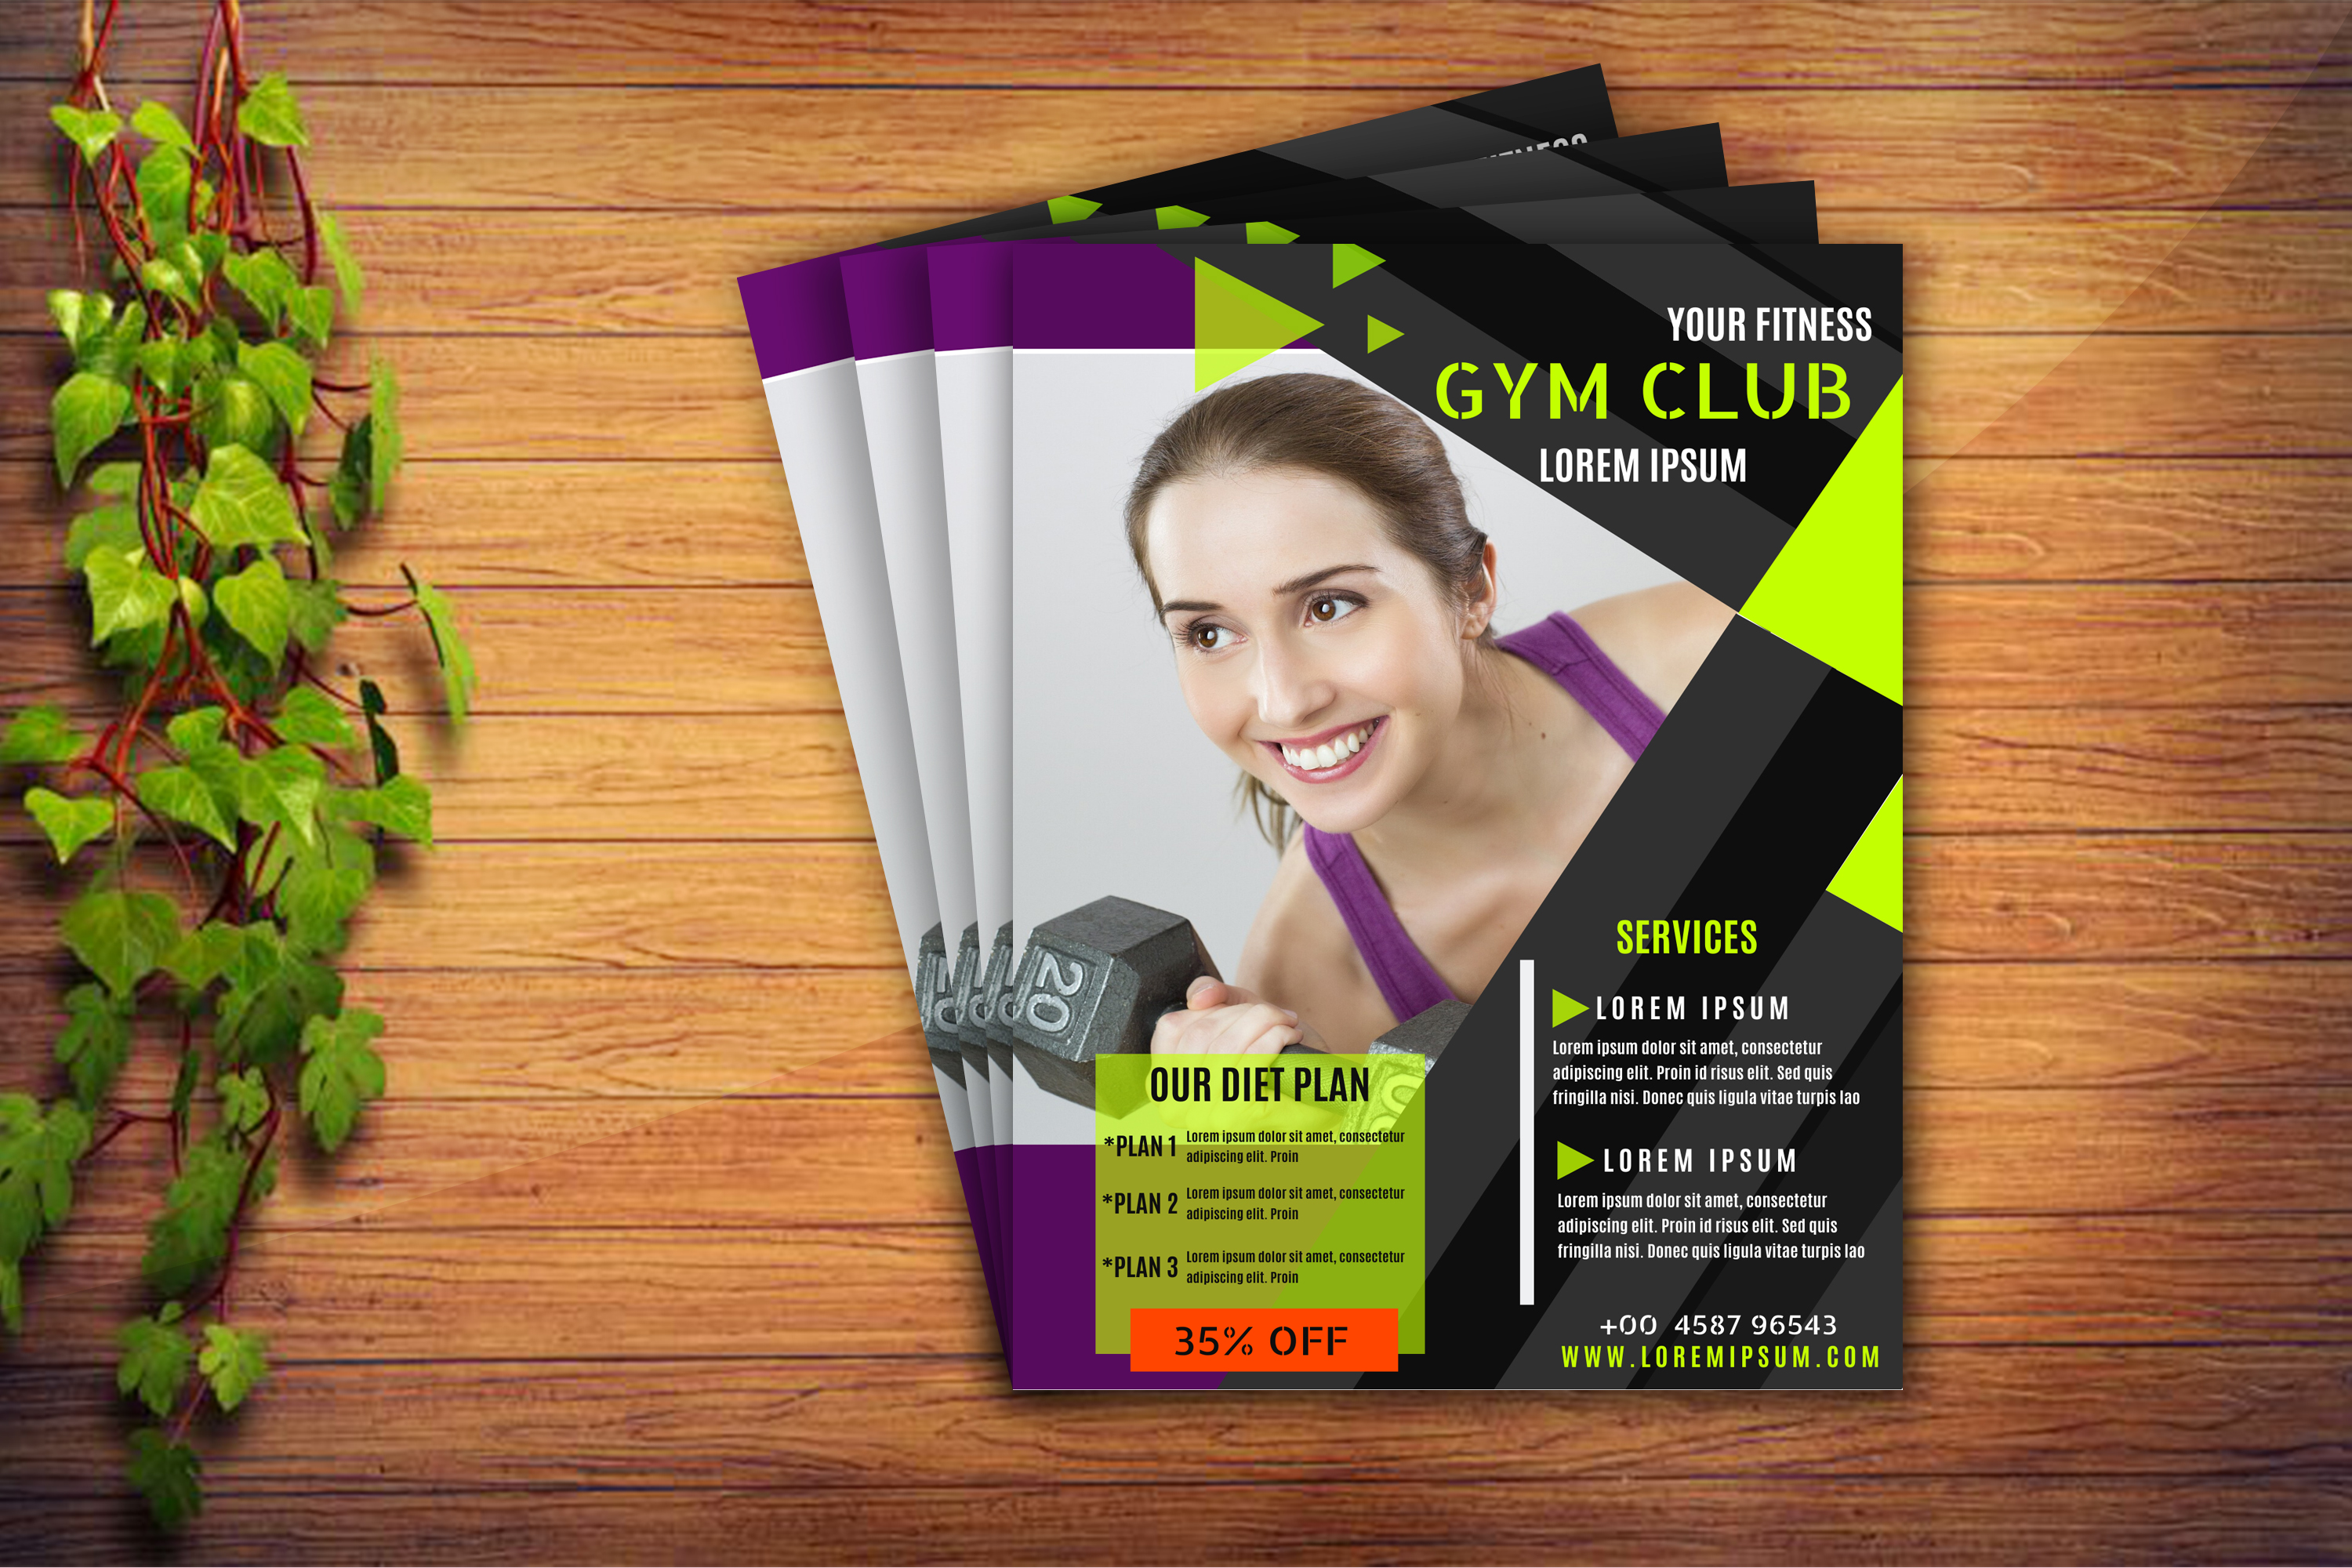 YOUR FITNESS
GYM CLUB
LOREM IPSUM
20
SERVICES
LOREM IPSUM
Lorem ipsum dolor sit amet, consectetur
adipiscing elit. Proin id risus elit. Sed quis
fringilla nisi. Donec quis ligula vitae turpis lao
LOREM IPSUM
Lorem ipsum dolor sit amet, consectetur
adipiscing elit. Proin id risus elit. Sed quis
fringilla nisi. Donec quis ligula vitae turpis lao
+00 4587 96543
WWW.LOREMIPSUM.COM
OUR DIET PLAN
*PLAN 1 Lorem ipsum dolor sit amet, consectetur
adipiscing elit. Proin
*PLAN 2 Lorem ipsum dolor sit amet, consectetur
adipiscing elit. Proin
*PLAN 3 Lorem ipsum dolor sit amet, consectetur
adipiscing elit. Proin
35% OFF